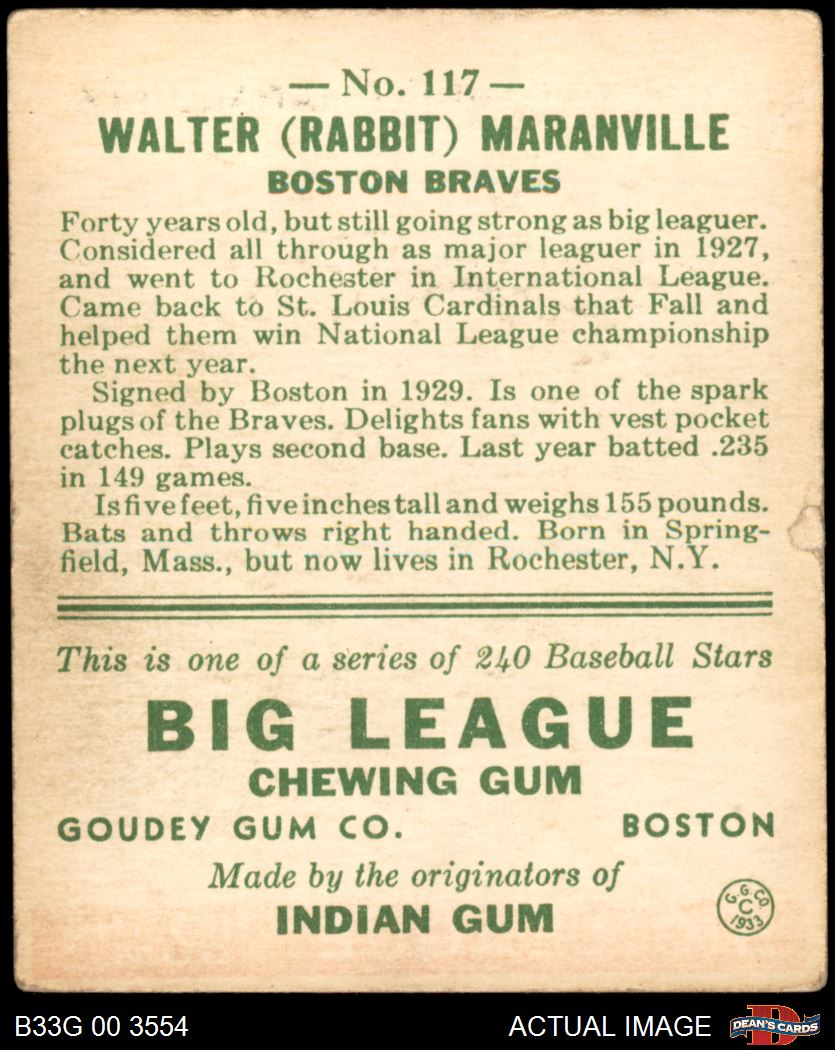 — No. 117 —
WALTER (RABBIT) MARANVILLE
BOSTON BRAVES
Forty years old, but still going strong as big leaguer.
Considered all through as major leaguer in 1927,
and went to Rochester in International League.
Came back to St. Louis Cardinals that Fall and
helped them win National League championship
the next year.
Signed by Boston in 1929. Is one of the spark
plugs of the Braves. Delights fans with vest pocket
catches. Plays second base. Last year batted .235
in 149 games.
Is five feet, five inches tall and weighs 155 pounds.
Bats and throws right handed. Born in Spring-
field, Mass., but now lives in Rochester, N.Y.
This is one of a series of 240 Baseball Stars
BIG LEAGUE
CHEWING GUM
GOUDEY GUM CO. BOSTON
Made by the originators of
INDIAN GUM
G.G.CO.
C
1933
B33G 00 3554 ACTUAL IMAGE
D
DEAN'S CARDS